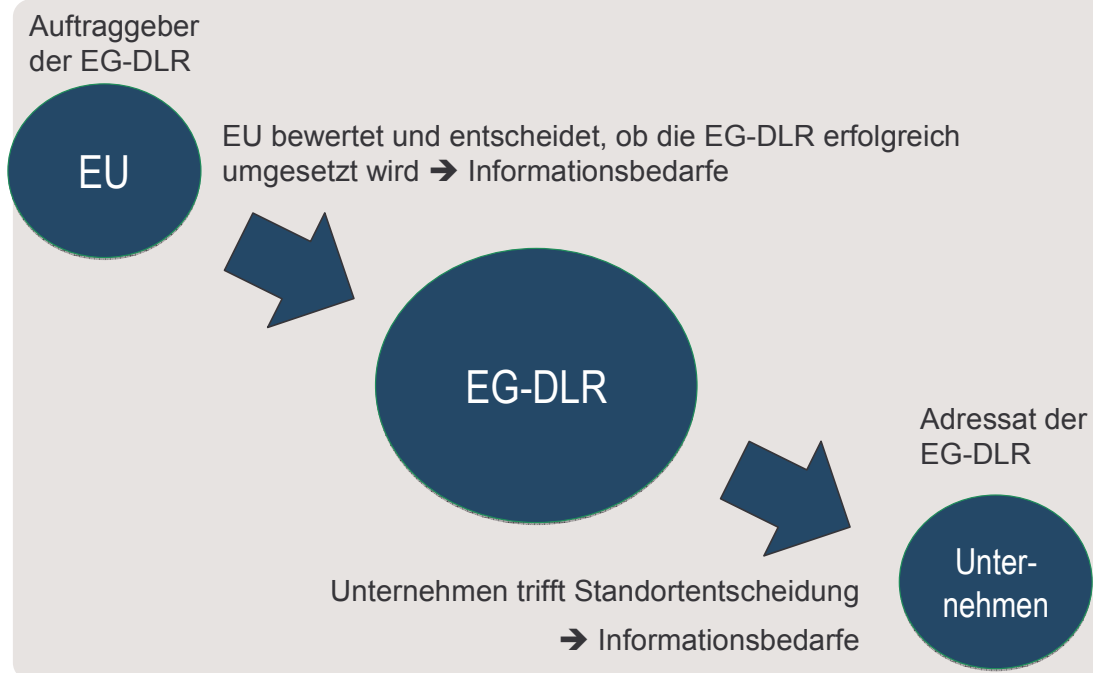 Auftraggeber
der EG-DLR
EU
EU bewertet und entscheidet, ob die EG-DLR erfolgreich
umgesetzt wird ➔ Informationsbedarfe
EG-DLR
Adressat der
EG-DLR
Unter-
nehmen
Unternehmen trifft Standortentscheidung
➔ Informationsbedarfe